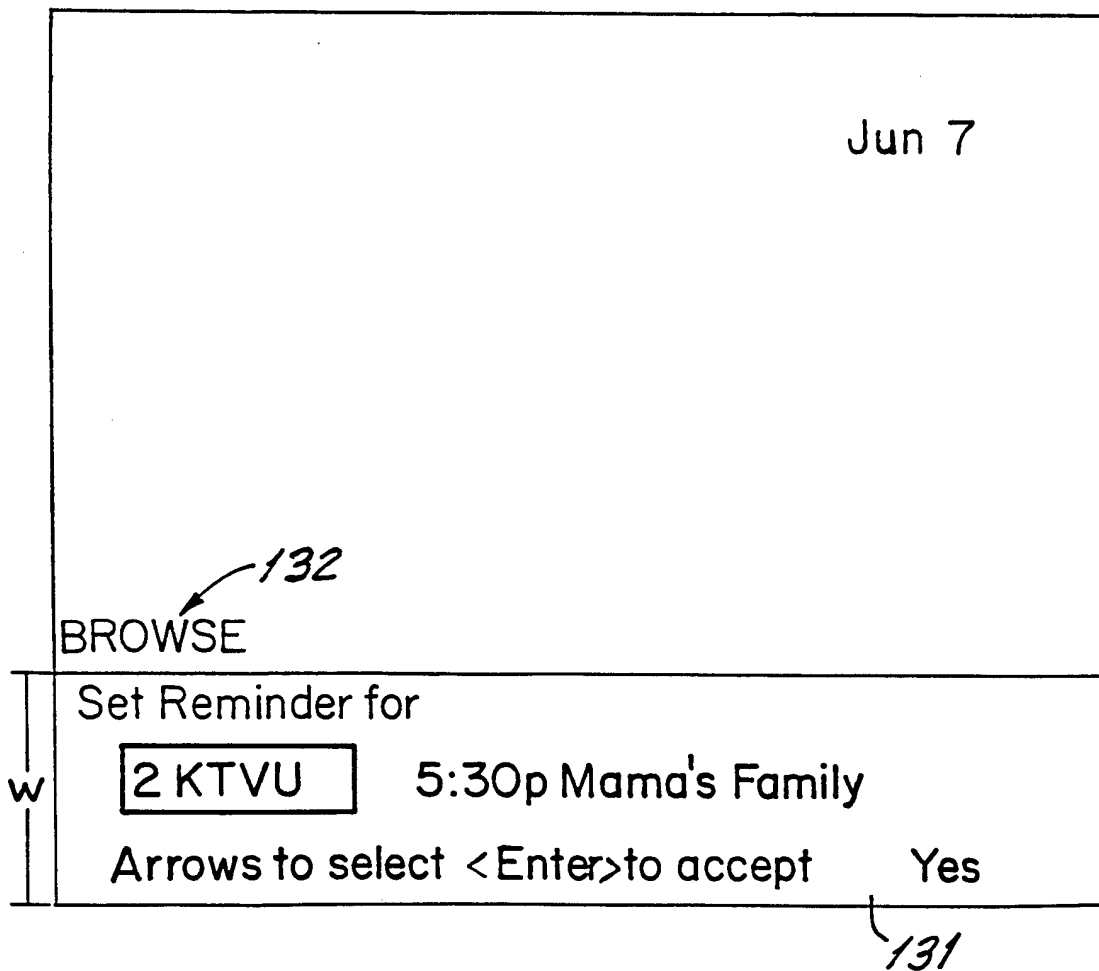 Jun 7
132
BROWSE
Set Reminder for
W
2 KTVU 5:30p Mama's Family
Arrows to select <Enter>to accept Yes
131